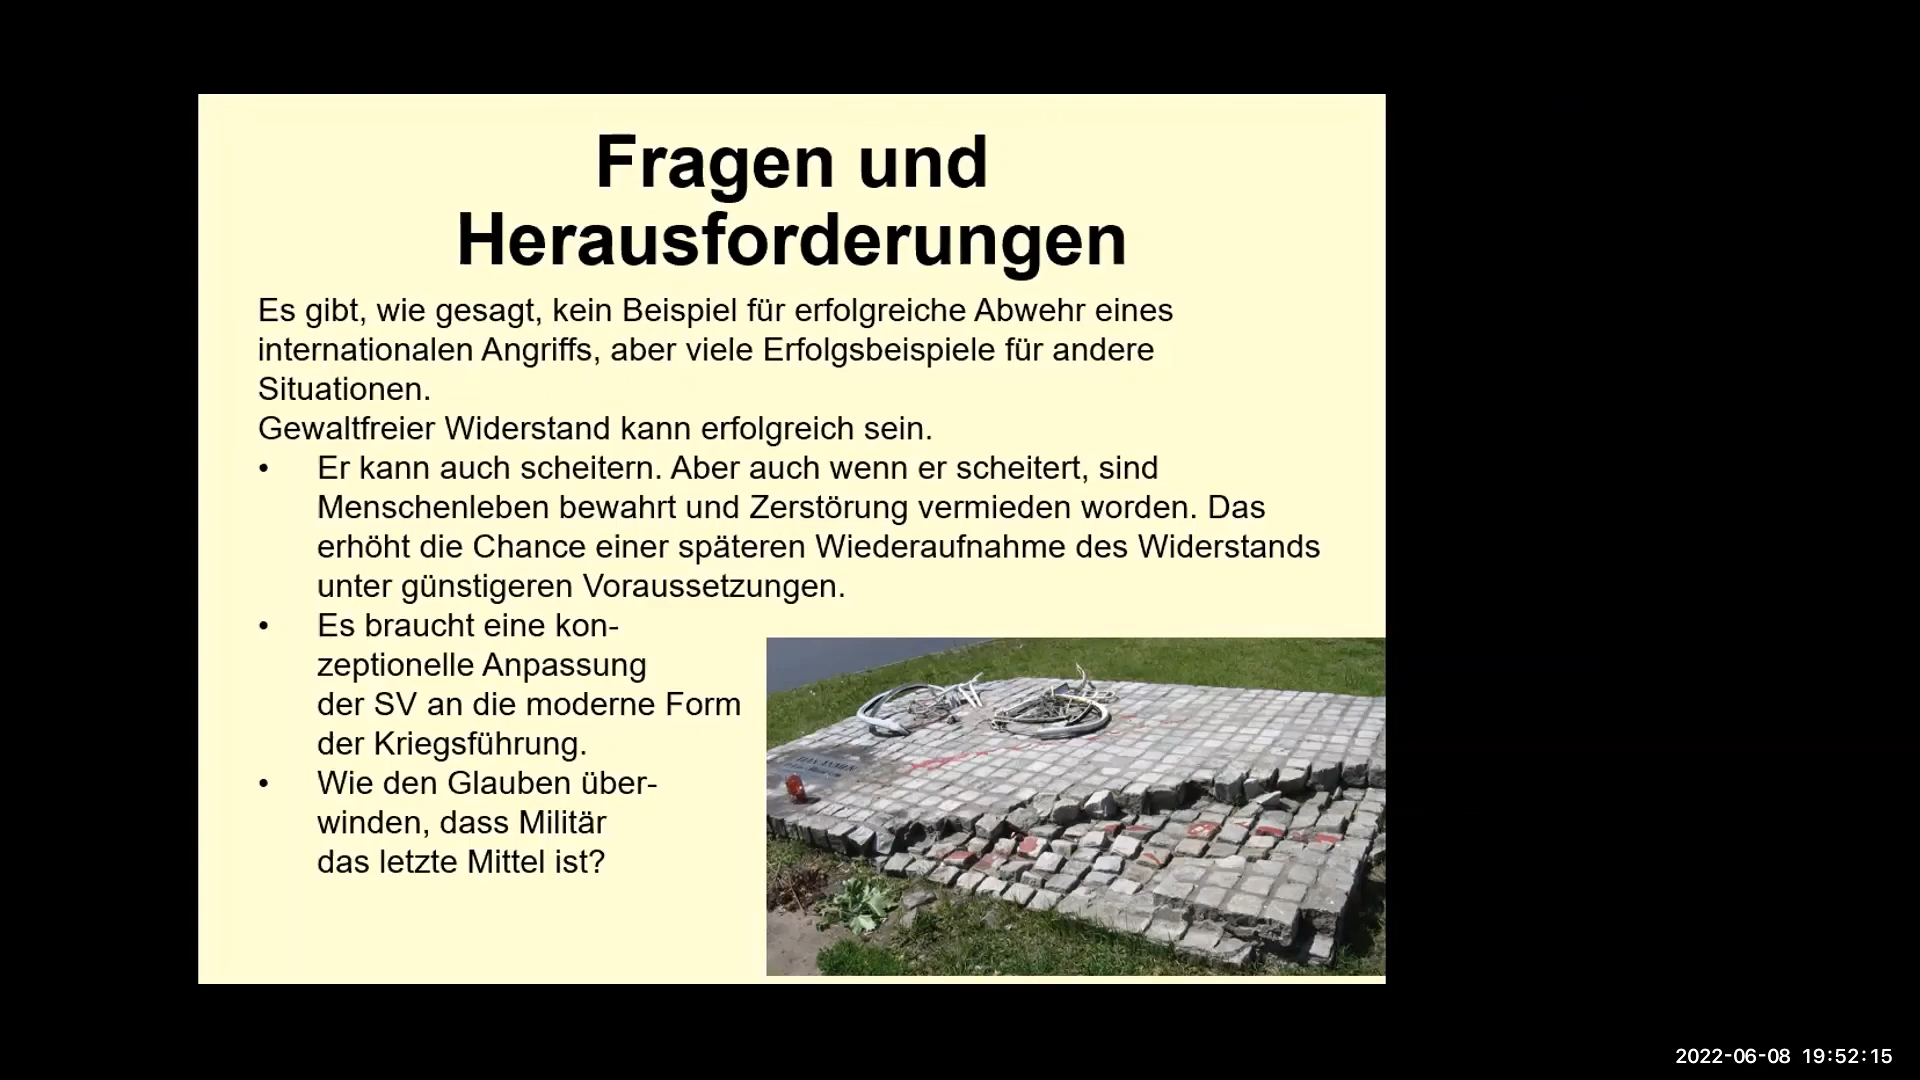 Fragen und
Herausforderungen
Es gibt, wie gesagt, kein Beispiel für erfolgreiche Abwehr eines
internationalen Angriffs, aber viele Erfolgsbeispiele für andere
Situationen.
Gewaltfreier Widerstand kann erfolgreich sein.
• Er kann auch scheitern. Aber auch wenn er scheitert, sind
Menschenleben bewahrt und Zerstörung vermieden worden. Das
erhöht die Chance einer späteren Wiederaufnahme des Widerstands
unter günstigeren Voraussetzungen.
• Es braucht eine kon-
zeptionelle Anpassung
der SV an die moderne Form
der Kriegsführung.
• Wie den Glauben über-
winden, dass Militär
das letzte Mittel ist?
2022-06-08 19:52:15